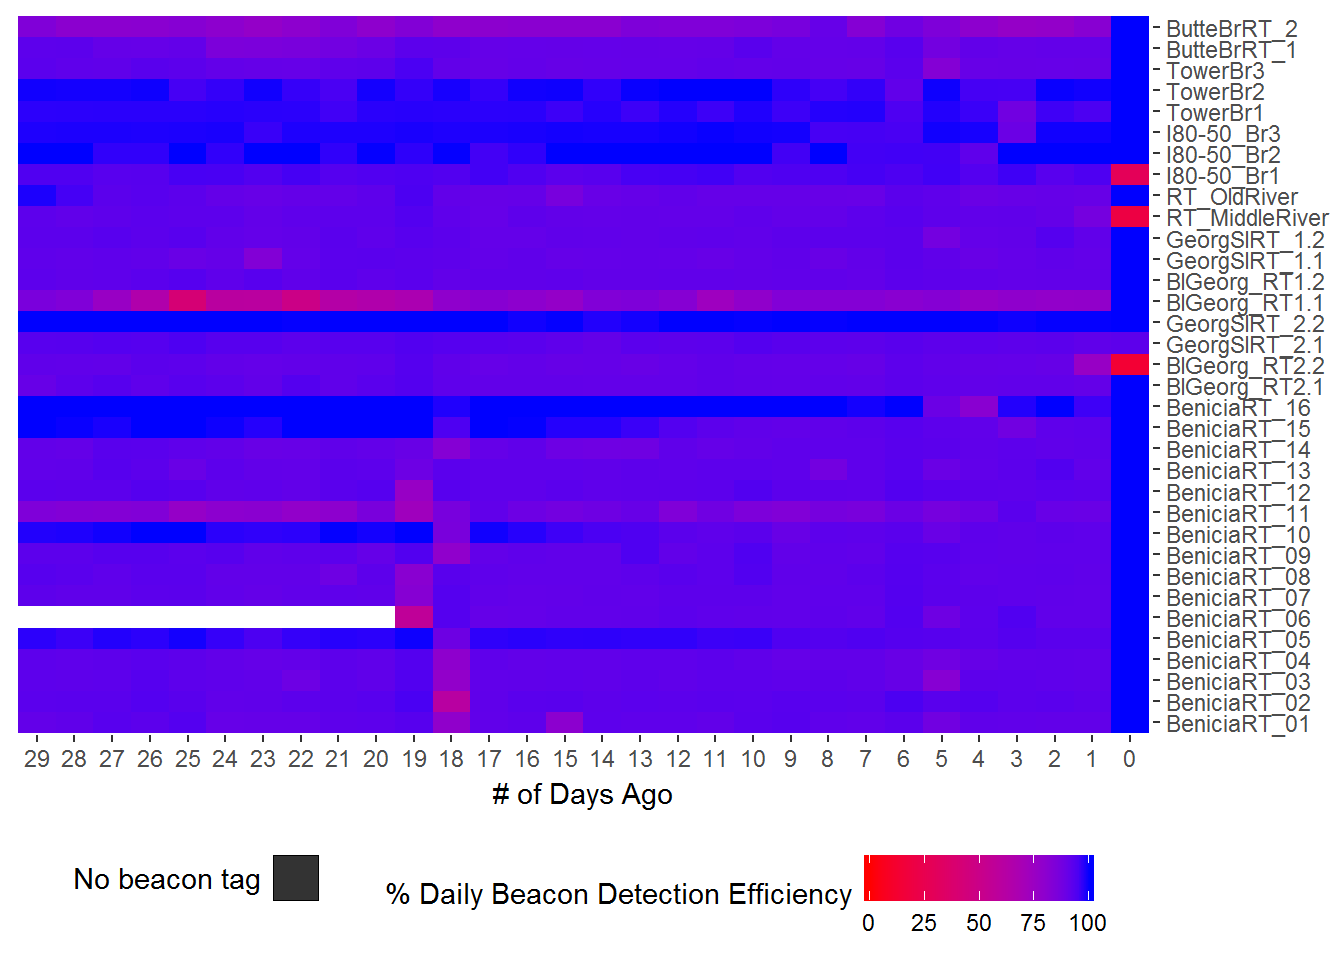 ButteBrRT_2
ButteBrRT_1
TowerBr3
TowerBr2
TowerBr1
I80-50_Br3
I80-50_Br2
I80-50_Br1
RT_OldRiver
RT_MiddleRiver
GeorgSlRT_1.2
GeorgSlRT_1.1
BlGeorg_RT1.2
BlGeorg_RT1.1
GeorgSlRT_2.2
GeorgSlRT_2.1
BlGeorg_RT2.2
BlGeorg_RT2.1
BeniciaRT_16
BeniciaRT_15
BeniciaRT_14
BeniciaRT_13
BeniciaRT_12
BeniciaRT_11
BeniciaRT_10
BeniciaRT_09
BeniciaRT_08
BeniciaRT_07
BeniciaRT_06
BeniciaRT_05
BeniciaRT_04
BeniciaRT_03
BeniciaRT_02
BeniciaRT_01
29 28 27 26 25 24 23 22 21 20 19 18 17 16 15 14 13 12 11 10 9 8 7 6 5 4 3 2 1 0
# of Days Ago
No beacon tag
% Daily Beacon Detection Efficiency
0 25 50 75 100